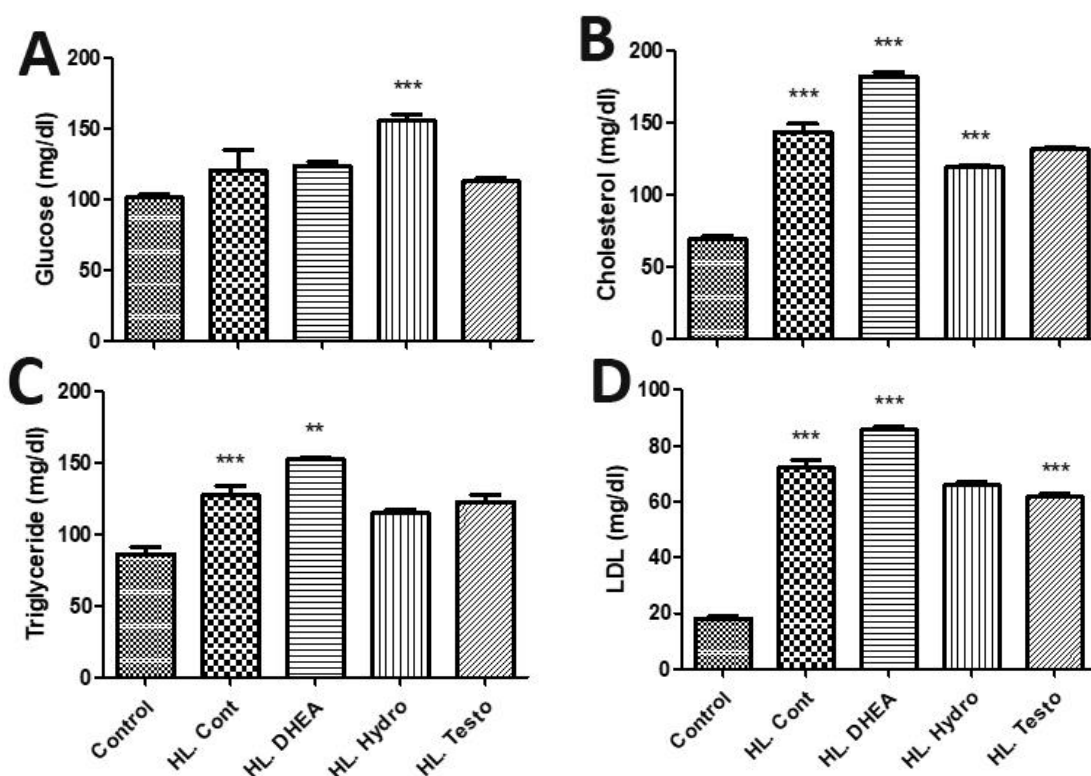 A
Glucose (mg/dl)
200
150
100
50
0
***
B
Cholesterol (mg/dl)
200
150
100
50
0
***
***
***
C
Triglyceride (mg/dl)
200
150
100
50
0
***
**
Control
HL. Cont
HL. DHEA
HL. Hydro
HL. Testo
D
LDL (mg/dl)
100
80
60
40
20
0
***
***
***
Control
HL. Cont
HL. DHEA
HL. Hydro
HL. Testo